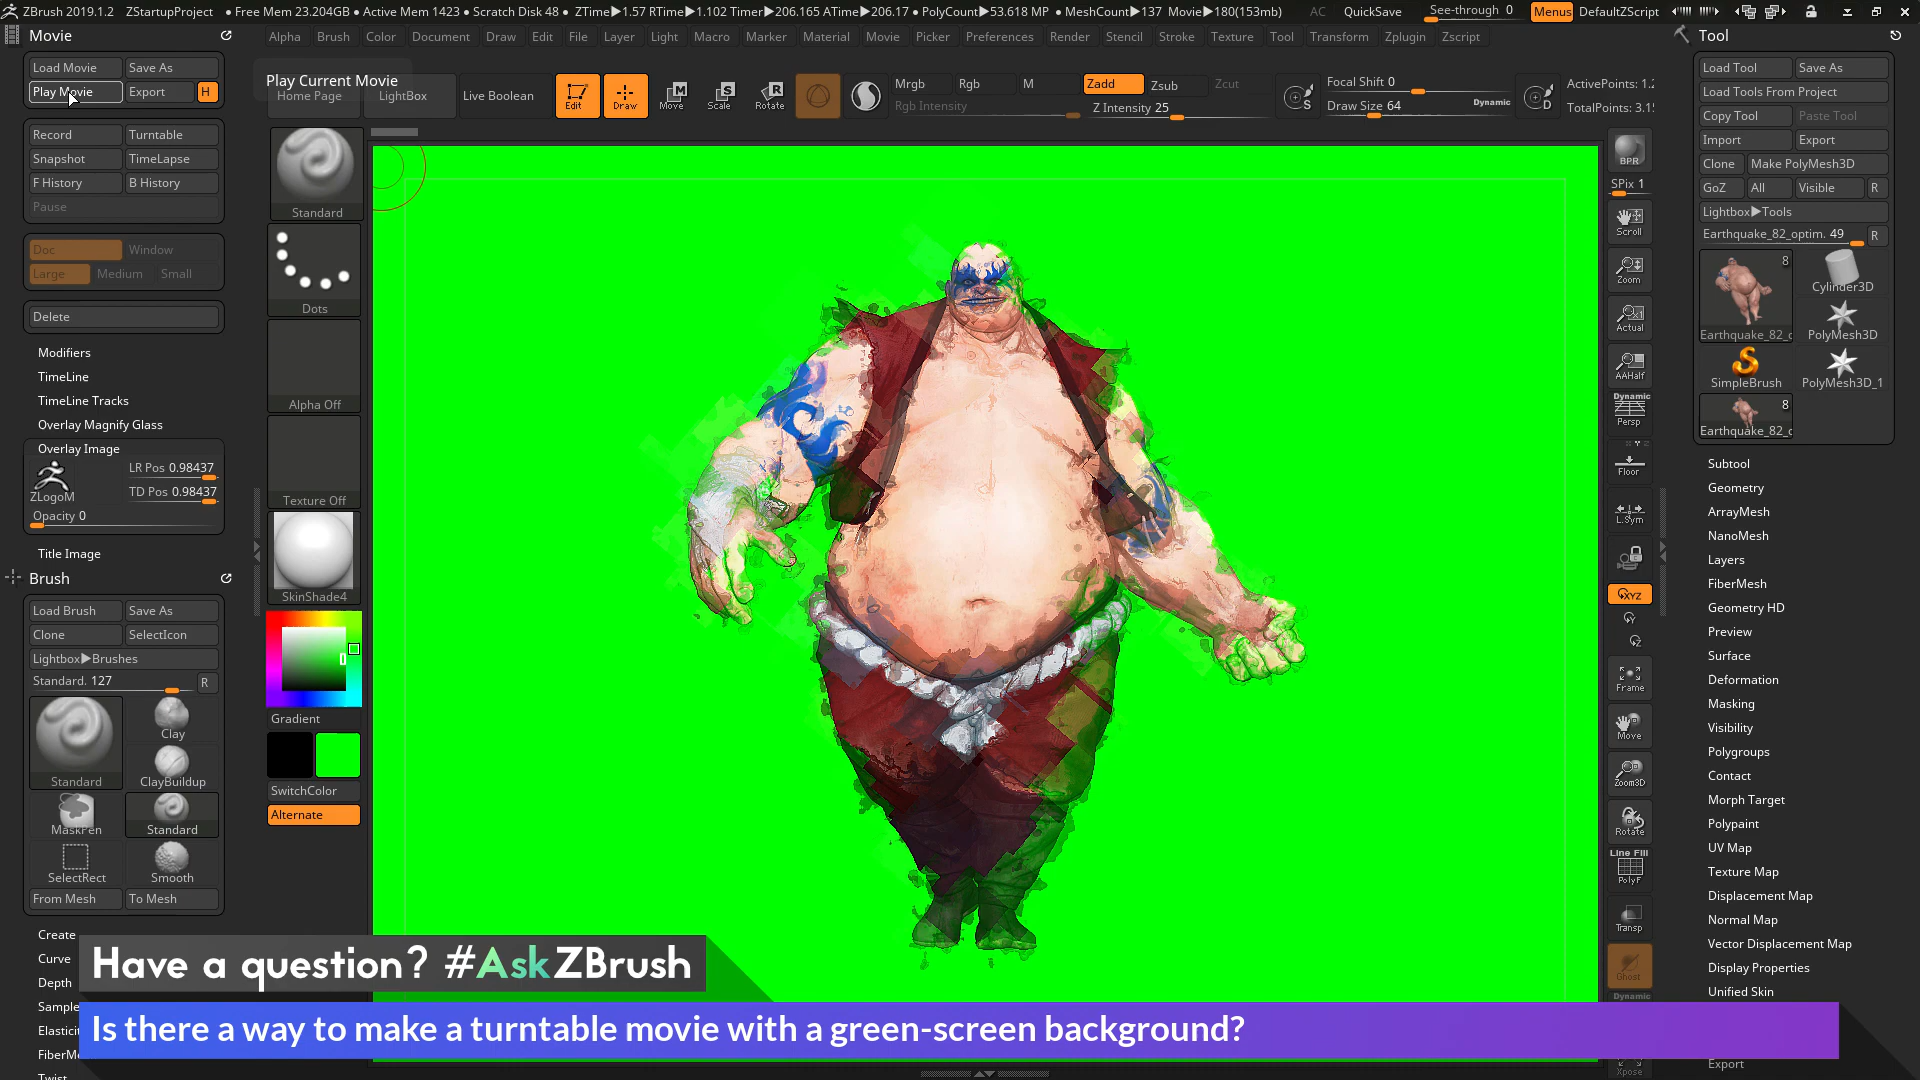 ZBrush 2019.1.2 ZStartupProject • Free Mem 23.204GB • Active Mem 1423 • Scratch Disk 48 • ZTime▶1.57 RTime▶1.102 Timer▶206.165 ATime▶206.17 • PolyCount▶53.618 MP • MeshCount▶137 Movie▶180(153mb) AC QuickSave See-through 0 Menus DefaultZScript
Movie
Alpha Brush Color Document Draw Edit File Layer Light Macro Marker Material Movie Picker Preferences Render Stencil Stroke Texture Tool Transform Zplugin Zscript
Tool
Load Movie Save As
Play Movie Export H
Play Current Movie
Home Page LightBox Live Boolean
Edit Draw Move Scale Rotate
Mrgb Rgb M Zadd Zsub Zcut
Rgb Intensity Z Intensity 25
Focal Shift 0
Draw Size 64 Dynamic
S D
ActivePoints: 1.2
TotalPoints: 3.15
Record Turntable
Snapshot TimeLapse
F History B History
Pause
Doc Window
Large Medium Small
Delete
Modifiers
TimeLine
TimeLine Tracks
Overlay Magnify Glass
Overlay Image
ZLogoM
LR Pos 0.98437
TD Pos 0.98437
Opacity 0
Title Image
Brush
Load Brush Save As
Clone SelectIcon
Lightbox▶Brushes
Standard. 127 R
Standard
Clay
ClayBuildup
MaskPen Standard
SelectRect Smooth
From Mesh To Mesh
Create
Curve
Depth
Standard
Dots
Alpha Off
Texture Off
SkinShade4
Gradient
SwitchColor
Alternate
BPR
SPix 1
Scroll
Zoom
Actual
AAHalf
Dynamic
Persp
Floor
L.Sym
XYZ
Frame
Move
Zoom3D
Rotate
Line Fill
PolyF
Transp
Ghost
Dynamic
Xpose
Load Tool Save As
Load Tools From Project
Copy Tool Paste Tool
Import Export
Clone Make PolyMesh3D
GoZ All Visible R
Lightbox▶Tools
Earthquake_82_optim. 49 R
8
Earthquake_82_c
Cylinder3D
PolyMesh3D
SimpleBrush PolyMesh3D_1
8
Earthquake_82_c
Subtool
Geometry
ArrayMesh
NanoMesh
Layers
FiberMesh
Geometry HD
Preview
Surface
Deformation
Masking
Visibility
Polygroups
Contact
Morph Target
Polypaint
UV Map
Texture Map
Displacement Map
Normal Map
Vector Displacement Map
Display Properties
Unified Skin
Export
Have a question? #AskZBrush
Is there a way to make a turntable movie with a green-screen background?